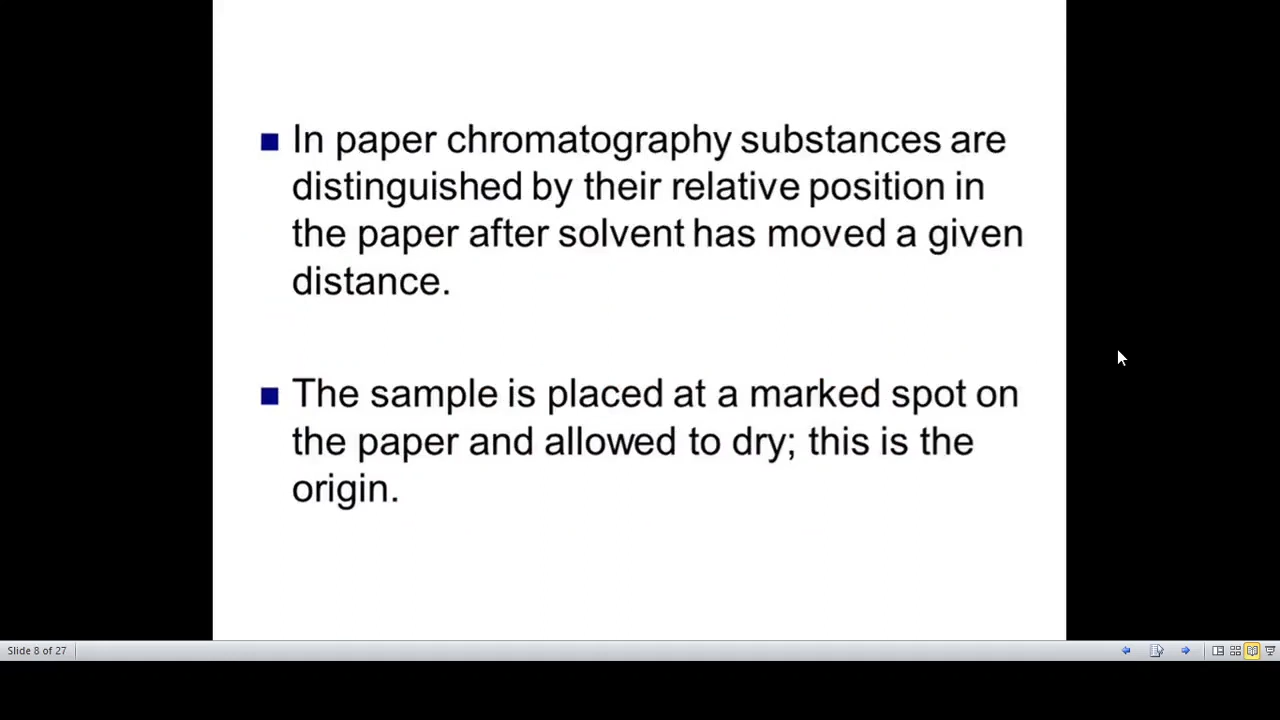 In paper chromatography substances are
distinguished by their relative position in
the paper after solvent has moved a given
distance.
The sample is placed at a marked spot on
the paper and allowed to dry; this is the
origin.
Slide 8 of 27